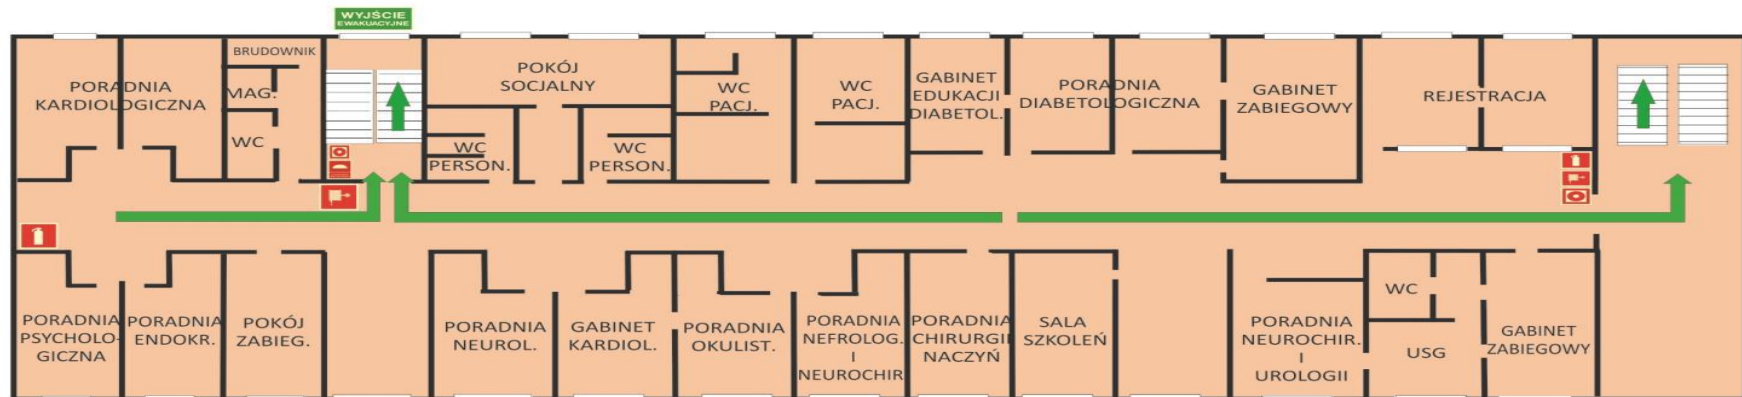 WYJŚCIE
EWAKUACYJNE
PORADNIA
KARDIOLOGICZNA
BRUDOWNIK
MAG.
WC
POKÓJ
SOCJALNY
WC
PERSON.
WC
PERSON.
WC
PACJ.
WC
PACJ.
GABINET
EDUKACJI
DIABETOL.
PORADNIA
DIABETOLOGICZNA
GABINET
ZABIEGOWY
REJESTRACJA
PORADNIA
PSYCHOLO-
GICZNA
PORADNIA
ENDOKR.
POKÓJ
ZABIEG.
PORADNIA
NEUROL.
GABINET
KARDIOL.
PORADNIA
OKULIST.
PORADNIA
NEFROLOG.
I
NEUROCHIR
PORADNIA
CHIRURGII
NACZYŃ
SALA
SZKOLEŃ
PORADNIA
NEUROCHIR.
I
UROLOGII
WC
USG
GABINET
ZABIEGOWY